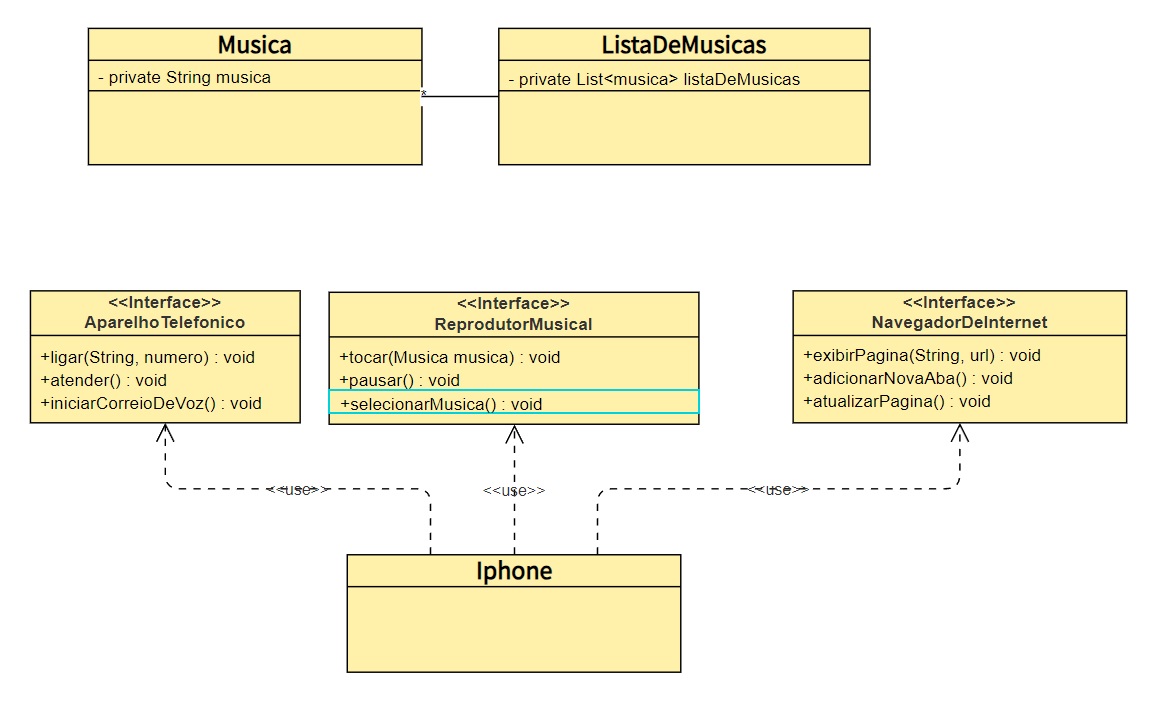 Musica
- private String musica
*
ListaDeMusicas
- private List<musica> listaDeMusicas
<<Interface>>
AparelhoTelefonico
+ligar(String, numero) : void
+atender() : void
+iniciarCorreioDeVoz() : void
<<Interface>>
ReprodutorMusical
+tocar(Musica musica) : void
+pausar() : void
+selecionarMusica() : void
<<Interface>>
NavegadorDeInternet
+exibirPagina(String, url) : void
+adicionarNovaAba() : void
+atualizarPagina() : void
<<use>>
<<use>>
<<use>>
Iphone